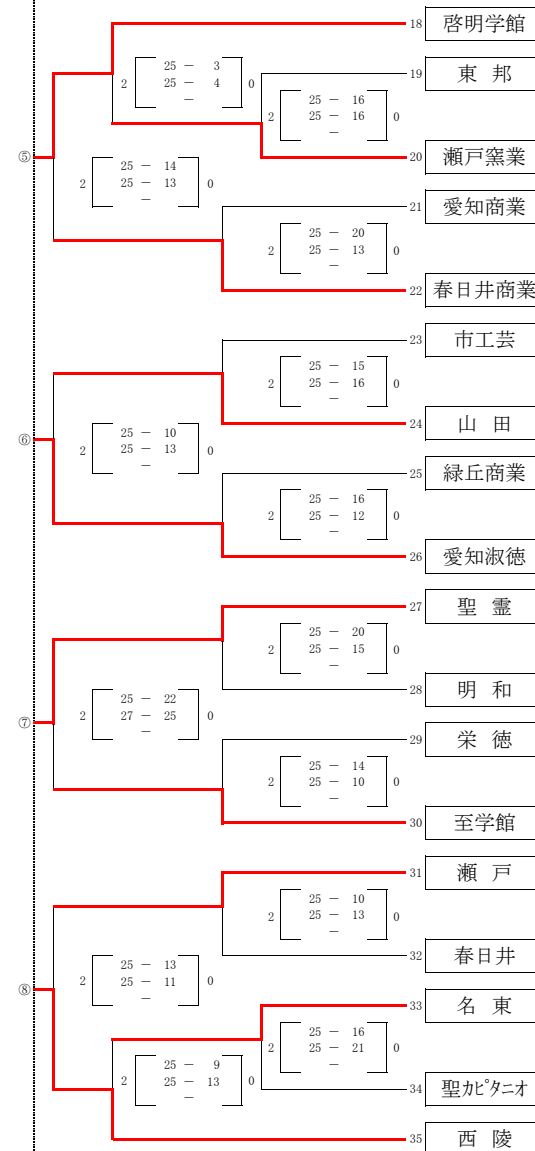 18 啓明学館
25 － 3
2 25 － 4 0
－
19 東 邦
25 － 16
2 25 － 16 0
－
⑤
20 瀬戸窯業
25 － 14
2 25 － 13 0
－
21 愛知商業
25 － 20
2 25 － 13 0
－
22 春日井商業
23 市工芸
25 － 15
2 25 － 16 0
－
24 山 田
⑥
25 － 10
2 25 － 13 0
－
25 緑丘商業
25 － 16
2 25 － 12 0
－
26 愛知淑徳
27 聖 霊
25 － 20
2 25 － 15 0
－
28 明 和
25 － 22
2 27 － 25 0
－
⑦
29 栄 徳
25 － 14
2 25 － 10 0
－
30 至学館
31 瀬 戸
25 － 10
2 25 － 13 0
－
32 春日井
25 － 13
2 25 － 11 0
－
⑧
33 名 東
25 － 16
2 25 － 21 0
－
25 － 9
2 25 － 13 0
－
34 聖カピタニオ
35 西 陵